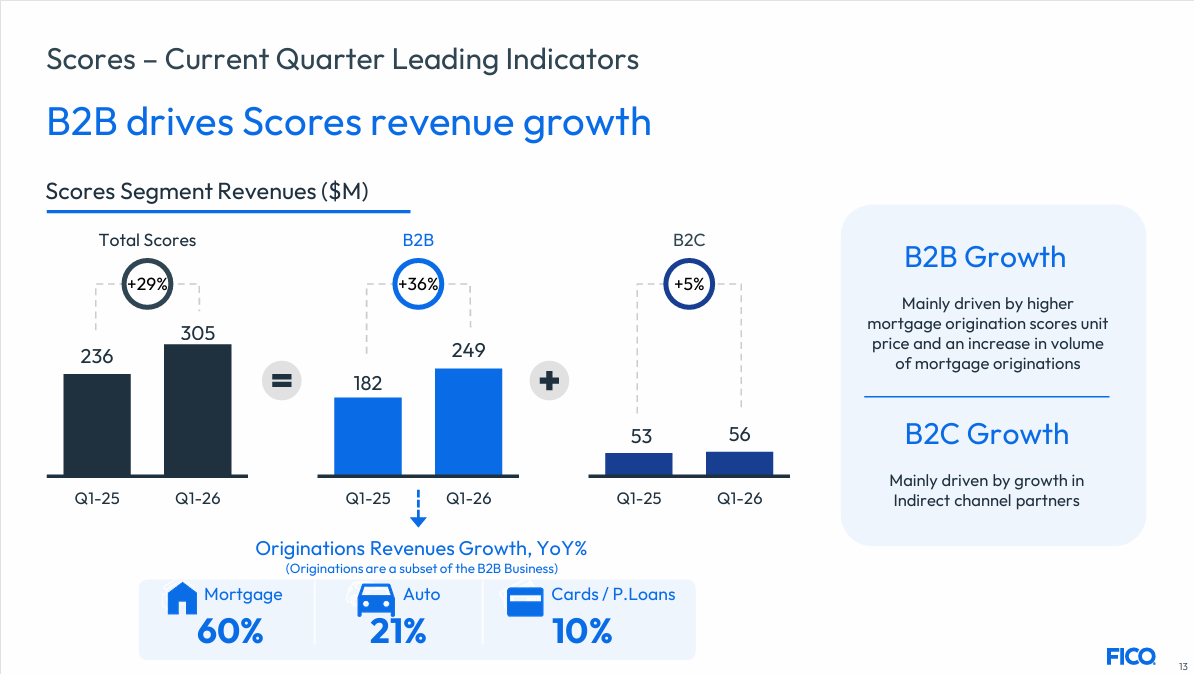 Scores – Current Quarter Leading Indicators
B2B drives Scores revenue growth
Scores Segment Revenues ($M)
Total Scores
+29%
236
305
Q1-25
Q1-26
=
B2B
+36%
182
249
Q1-25
Q1-26
+
B2C
+5%
53
56
Q1-25
Q1-26
Originations Revenues Growth, YoY%
(Originations are a subset of the B2B Business)
Mortgage
60%
Auto
21%
Cards / P.Loans
10%
B2B Growth
Mainly driven by higher
mortgage origination scores unit
price and an increase in volume
of mortgage originations
B2C Growth
Mainly driven by growth in
Indirect channel partners
FICO
13